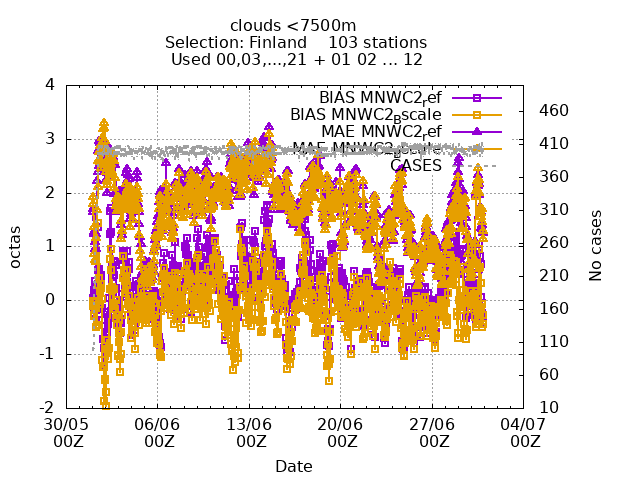 clouds <7500m
Selection: Finland    103 stations
Used 00,03,...,21 + 01 02 ... 12
BIAS MNWC2_ref
BIAS MNWC2_Bscale
MAE MNWC2_ref
MAE MNWC2_Bscale
CASES
octas
4
3
2
1
0
-1
-2
No cases
460
410
360
310
260
210
160
110
60
10
30/05 00Z
06/06 00Z
13/06 00Z
20/06 00Z
27/06 00Z
04/07 00Z
Date